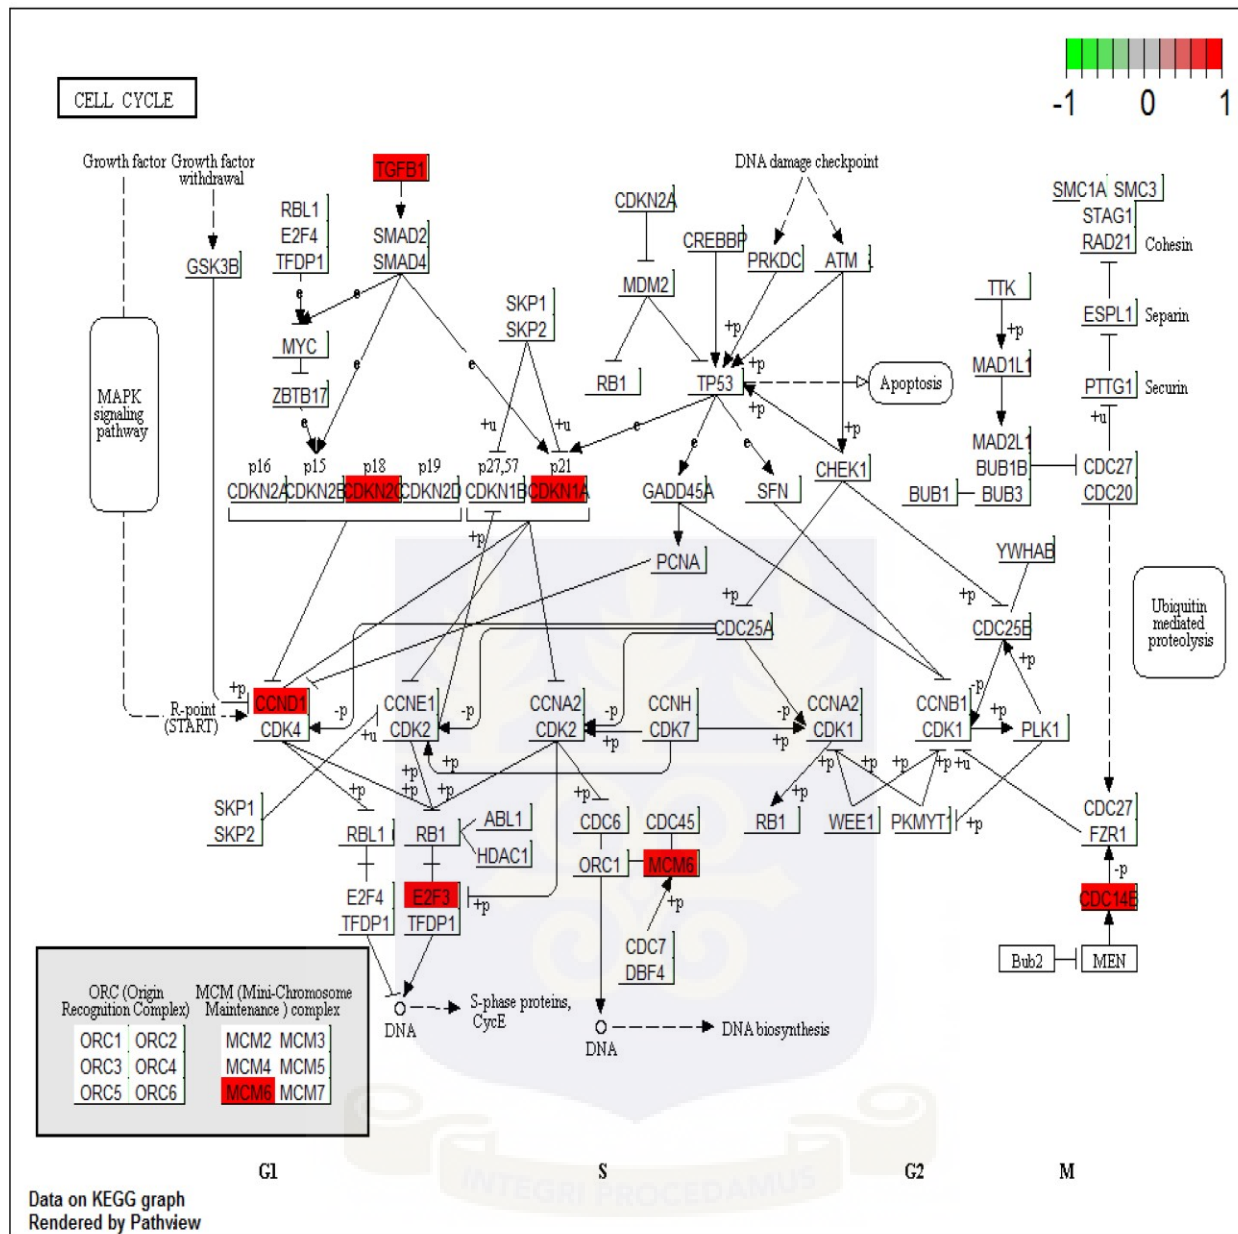 -1 0 1
CELL CYCLE
Growth factor
Growth factor
withdrawal
TGFB1
DNA damage checkpoint
SMC1A SMC3
STAG1
RAD21
Cohesin
RBL1
E2F4
TFDP1
SMAD2
SMAD4
CDKN2A
CREBBP
PRKDC
ATM
GSK3B
MDM2
TTK
e
e
SKP1
SKP2
+p
+p
ESPL1
Separin
MYC
e
e
RB1
TP53
+p
+p
Apoptosis
MAD1L1
PTTG1
Securin
MAPK
signaling
pathway
ZBTB17
e
+u
+u
e
e
+p
+u
p16
CDKN2A
p15
CDKN2B
p18
CDKN2C
p19
CDKN2D
p27,57
CDKN1B
p21
CDKN1A
GADD45A
SFN
CHEK1
MAD2L1
BUB1B
BUB3
BUB1
CDC27
CDC20
+p
PCNA
YWHAB
+p
+p
CDC25A
CDC25B
Ubiquitin
mediated
proteolysis
R-point
(START)
+p
CCND1
CDK4
-p
CCNE1
CDK2
-p
CCNA2
CDK2
-p
+p
CCNH
CDK7
-p
+p
CCNA2
CDK1
CCNB1
CDK1
-p
+p
+p
PLK1
+u
+p
+p
+p
+p
+p
+p
+p
+p
+p
+u
SKP1
SKP2
RBL1
RB1
ABL1
HDAC1
CDC6
CDC45
ORC1
MCM6
RB1
WEE1
PKMYT1
+p
CDC27
FZR1
-p
CDC14B
E2F4
TFDP1
E2F3
TFDP1
+p
+p
CDC7
DBF4
Bub2
MEN
DNA
S-phase proteins,
CycE
DNA
DNA biosynthesis
ORC (Origin
Recognition Complex)
MCM (Mini-Chromosome
Maintenance ) complex
ORC1 ORC2
ORC3 ORC4
ORC5 ORC6
MCM2 MCM3
MCM4 MCM5
MCM6 MCM7
G1
S
G2
M
INTEGRI PROCEDAMUS
Data on KEGG graph
Rendered by Pathview